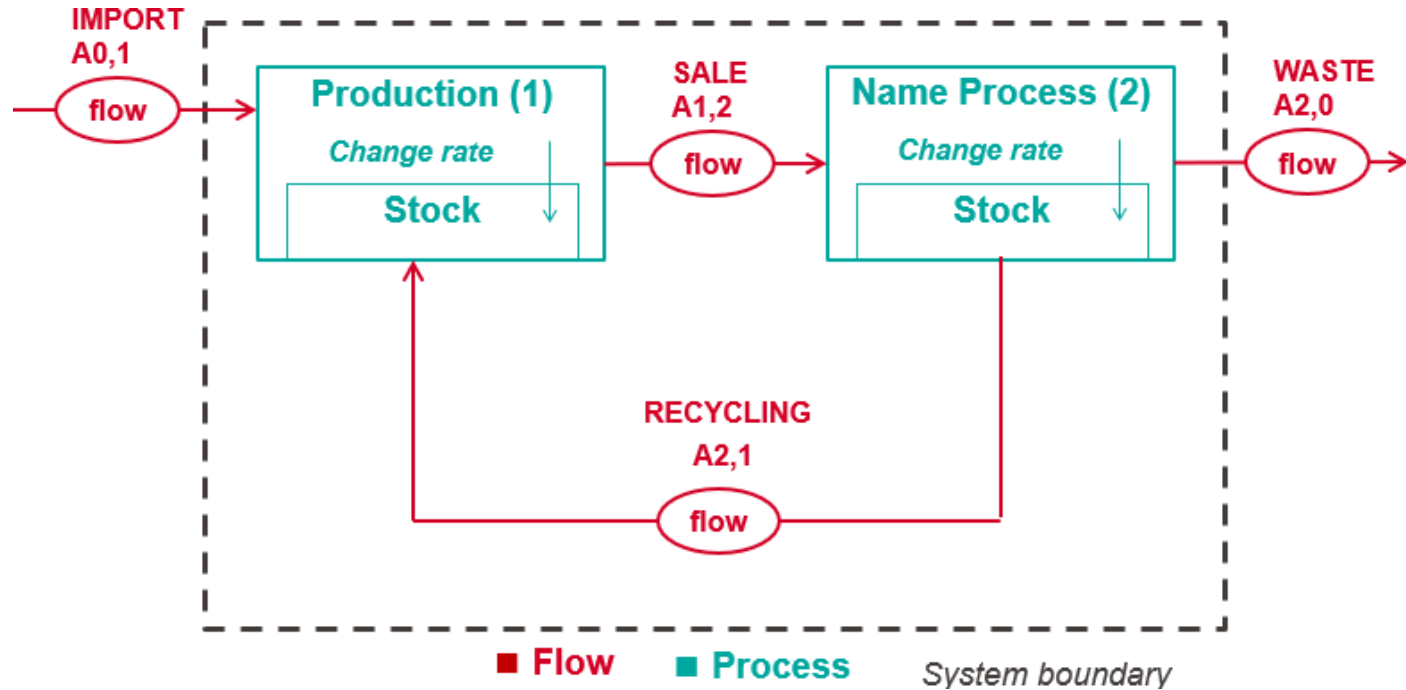 IMPORT
A0,1
flow
Production (1)
Change rate
Stock
SALE
A1,2
flow
Name Process (2)
Change rate
Stock
WASTE
A2,0
flow
RECYCLING
A2,1
flow
Flow
Process
System boundary